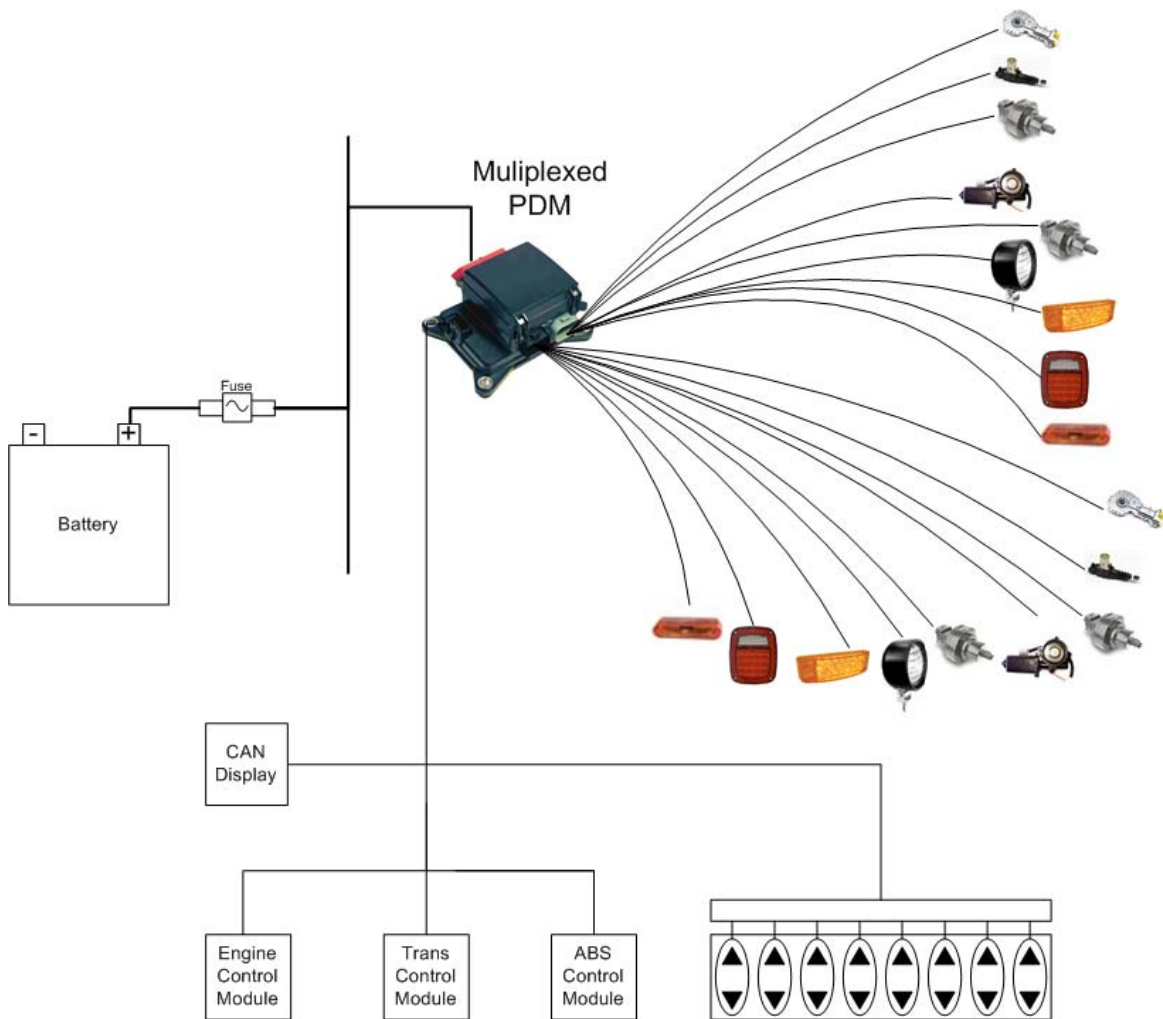 Muliplexed
PDM
Fuse
-
+
Battery
CAN
Display
Engine
Control
Module
Trans
Control
Module
ABS
Control
Module